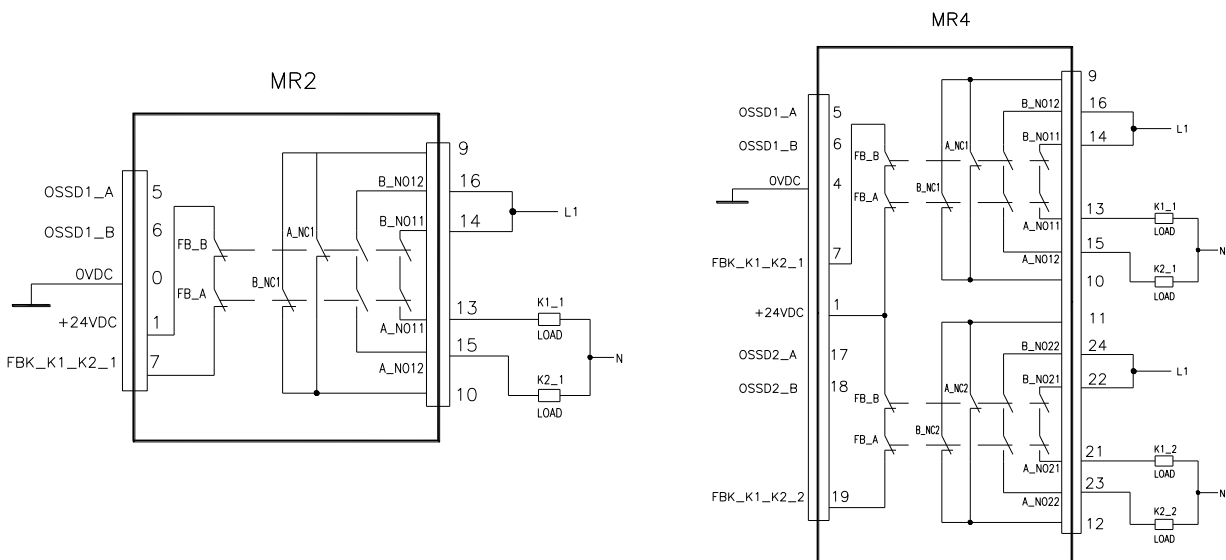 MR2
OSSD1_A 5
OSSD1_B 6
0VDC 0
+24VDC 1
FBK_K1_K2_1 7
FB_B
FB_A
A_NC1
B_NC1
B_NO12
B_NO11
A_NO11
A_NO12
9
16
14
13
15
10
L1
K1_1
LOAD
K2_1
LOAD
N
MR4
OSSD1_A 5
OSSD1_B 6
0VDC 4
FBK_K1_K2_1 7
+24VDC 1
OSSD2_A 17
OSSD2_B 18
FBK_K1_K2_2 19
FB_B
FB_A
A_NC1
B_NC1
B_NO12
B_NO11
A_NO11
A_NO12
FB_B
FB_A
A_NC2
B_NC2
B_NO22
B_NO21
A_NO21
A_NO22
9
16
14
13
15
10
11
24
22
21
23
12
L1
K1_1
LOAD
K2_1
LOAD
N
L1
K1_2
LOAD
K2_2
LOAD
N